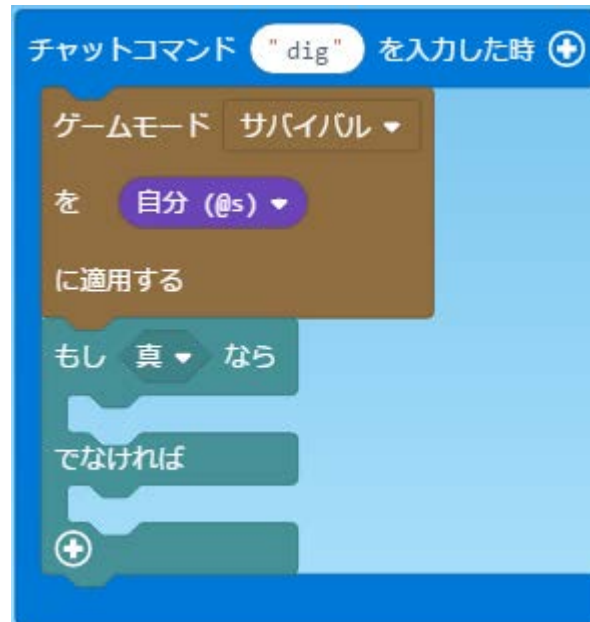 チャットコマンド "dig" を入力した時
ゲームモード サバイバル
を 自分 (@s)
に適用する
もし 真 なら
でなければ